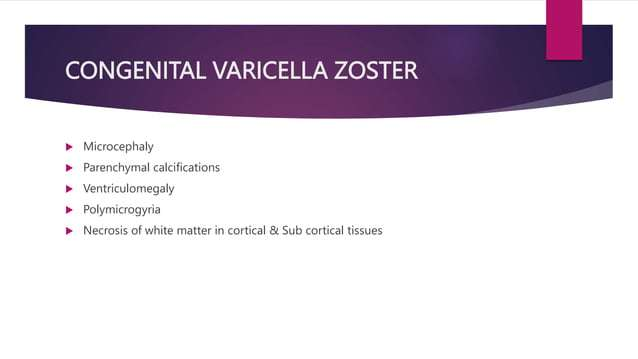 CONGENITAL VARICELLA ZOSTER
Microcephaly
Parenchymal calcifications
Ventriculomegaly
Polymicrogyria
Necrosis of white matter in cortical & Sub cortical tissues